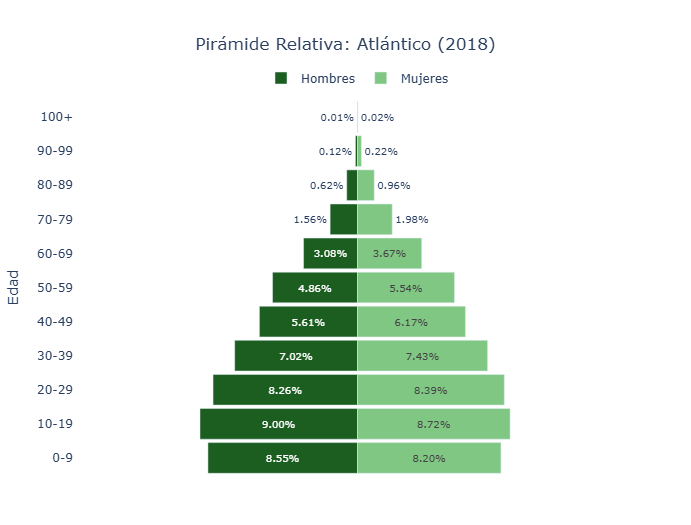 Pirámide Relativa: Atlántico (2018)
Hombres Mujeres
100+ 0.01% 0.02%
90-99 0.12% 0.22%
80-89 0.62% 0.96%
70-79 1.56% 1.98%
60-69 3.08% 3.67%
50-59 4.86% 5.54%
40-49 5.61% 6.17%
30-39 7.02% 7.43%
20-29 8.26% 8.39%
10-19 9.00% 8.72%
0-9 8.55% 8.20%
Edad